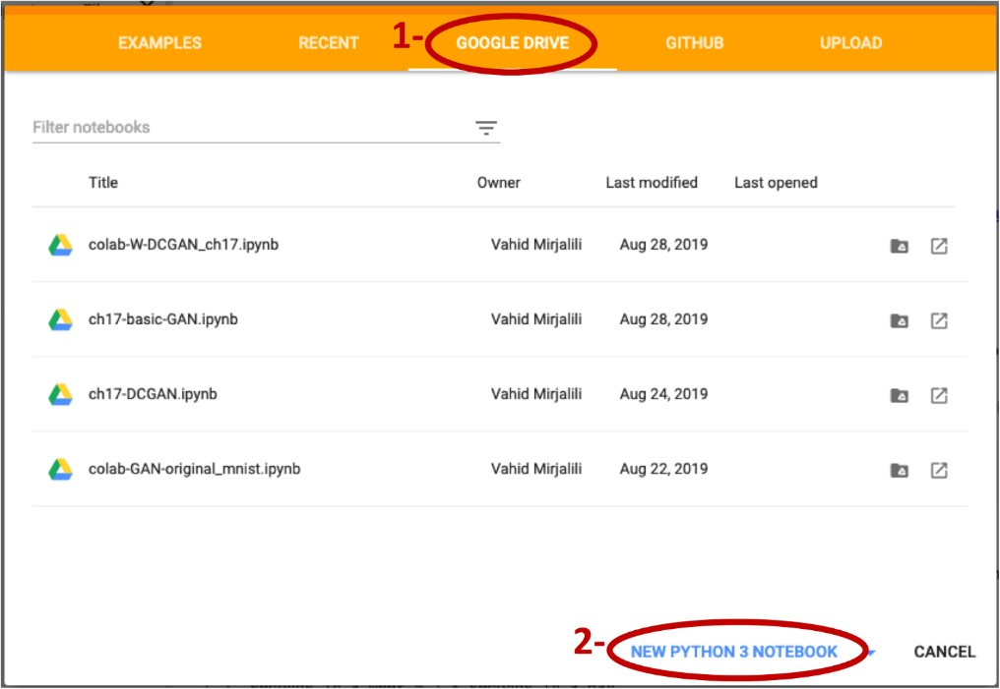 EXAMPLES RECENT 1- GOOGLE DRIVE GITHUB UPLOAD
Filter notebooks
Title Owner Last modified Last opened
colab-W-DCGAN_ch17.ipynb Vahid Mirjalili Aug 28, 2019
ch17-basic-GAN.ipynb Vahid Mirjalili Aug 28, 2019
ch17-DCGAN.ipynb Vahid Mirjalili Aug 24, 2019
colab-GAN-original_mnist.ipynb Vahid Mirjalili Aug 22, 2019
2- NEW PYTHON 3 NOTEBOOK CANCEL